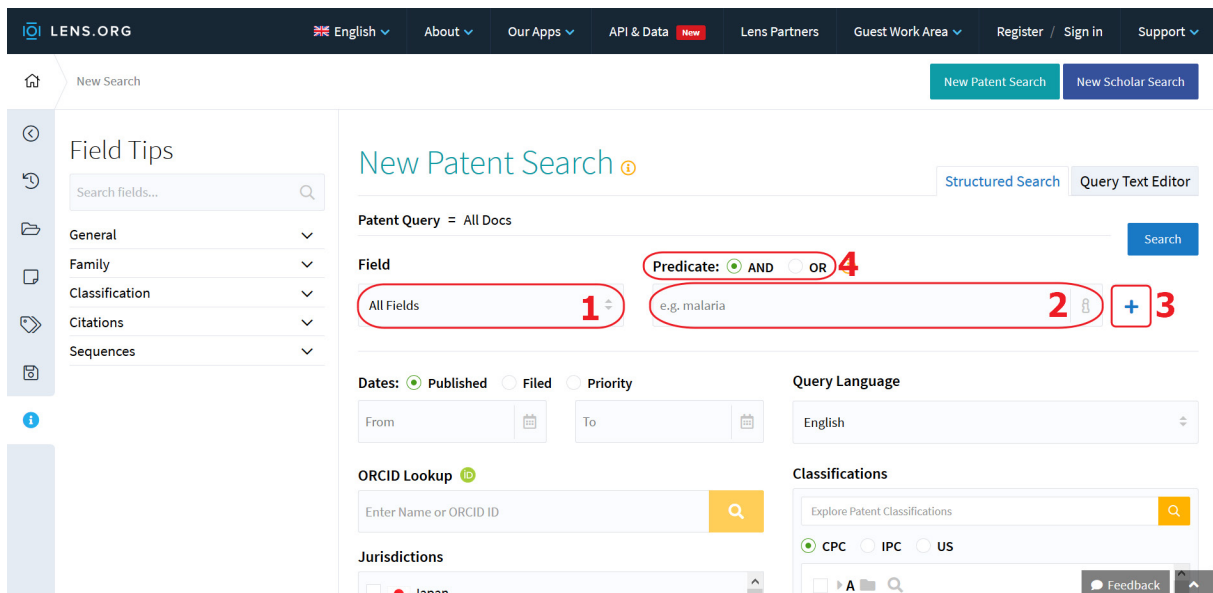 LENS.ORG
English
About
Our Apps
API & Data New
Lens Partners
Guest Work Area
Register / Sign in
Support
New Search
New Patent Search
New Scholar Search
Field Tips
Search fields...
General
Family
Classification
Citations
Sequences
New Patent Search
Structured Search
Query Text Editor
Patent Query = All Docs
Search
Field
Predicate: AND OR 4
All Fields 1
e.g. malaria 2
+ 3
Dates: Published Filed Priority
From
To
Query Language
English
ORCID Lookup iD
Enter Name or ORCID ID
Classifications
Explore Patent Classifications
CPC IPC US
Jurisdictions
Japan
A
Feedback